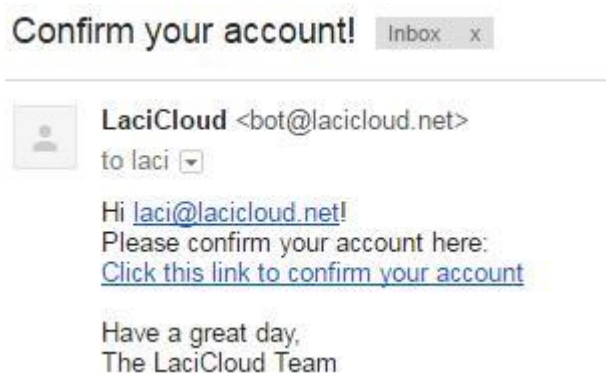 Confirm your account! Inbox x
LaciCloud <bot@lacicloud.net>
to laci
Hi laci@lacicloud.net!
Please confirm your account here:
Click this link to confirm your account
Have a great day,
The LaciCloud Team